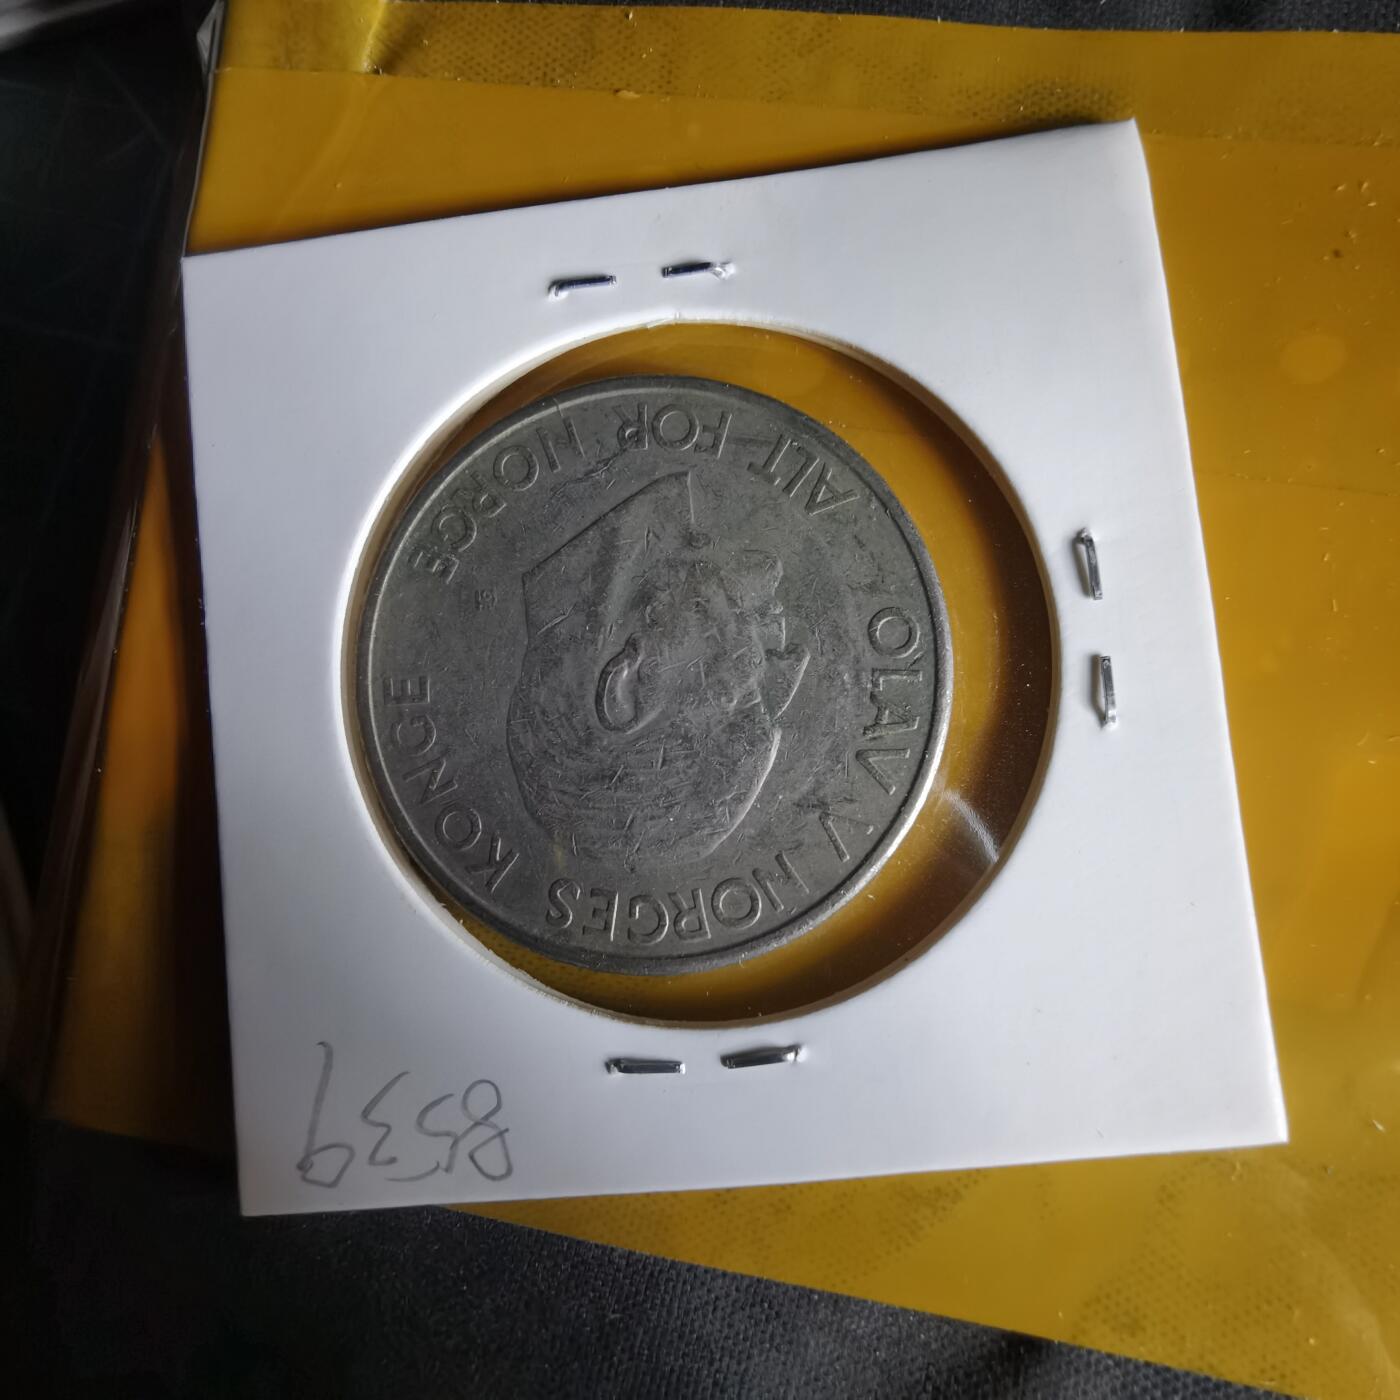 OLAV V NORGES KONGE
ALT FOR NORGE
8539